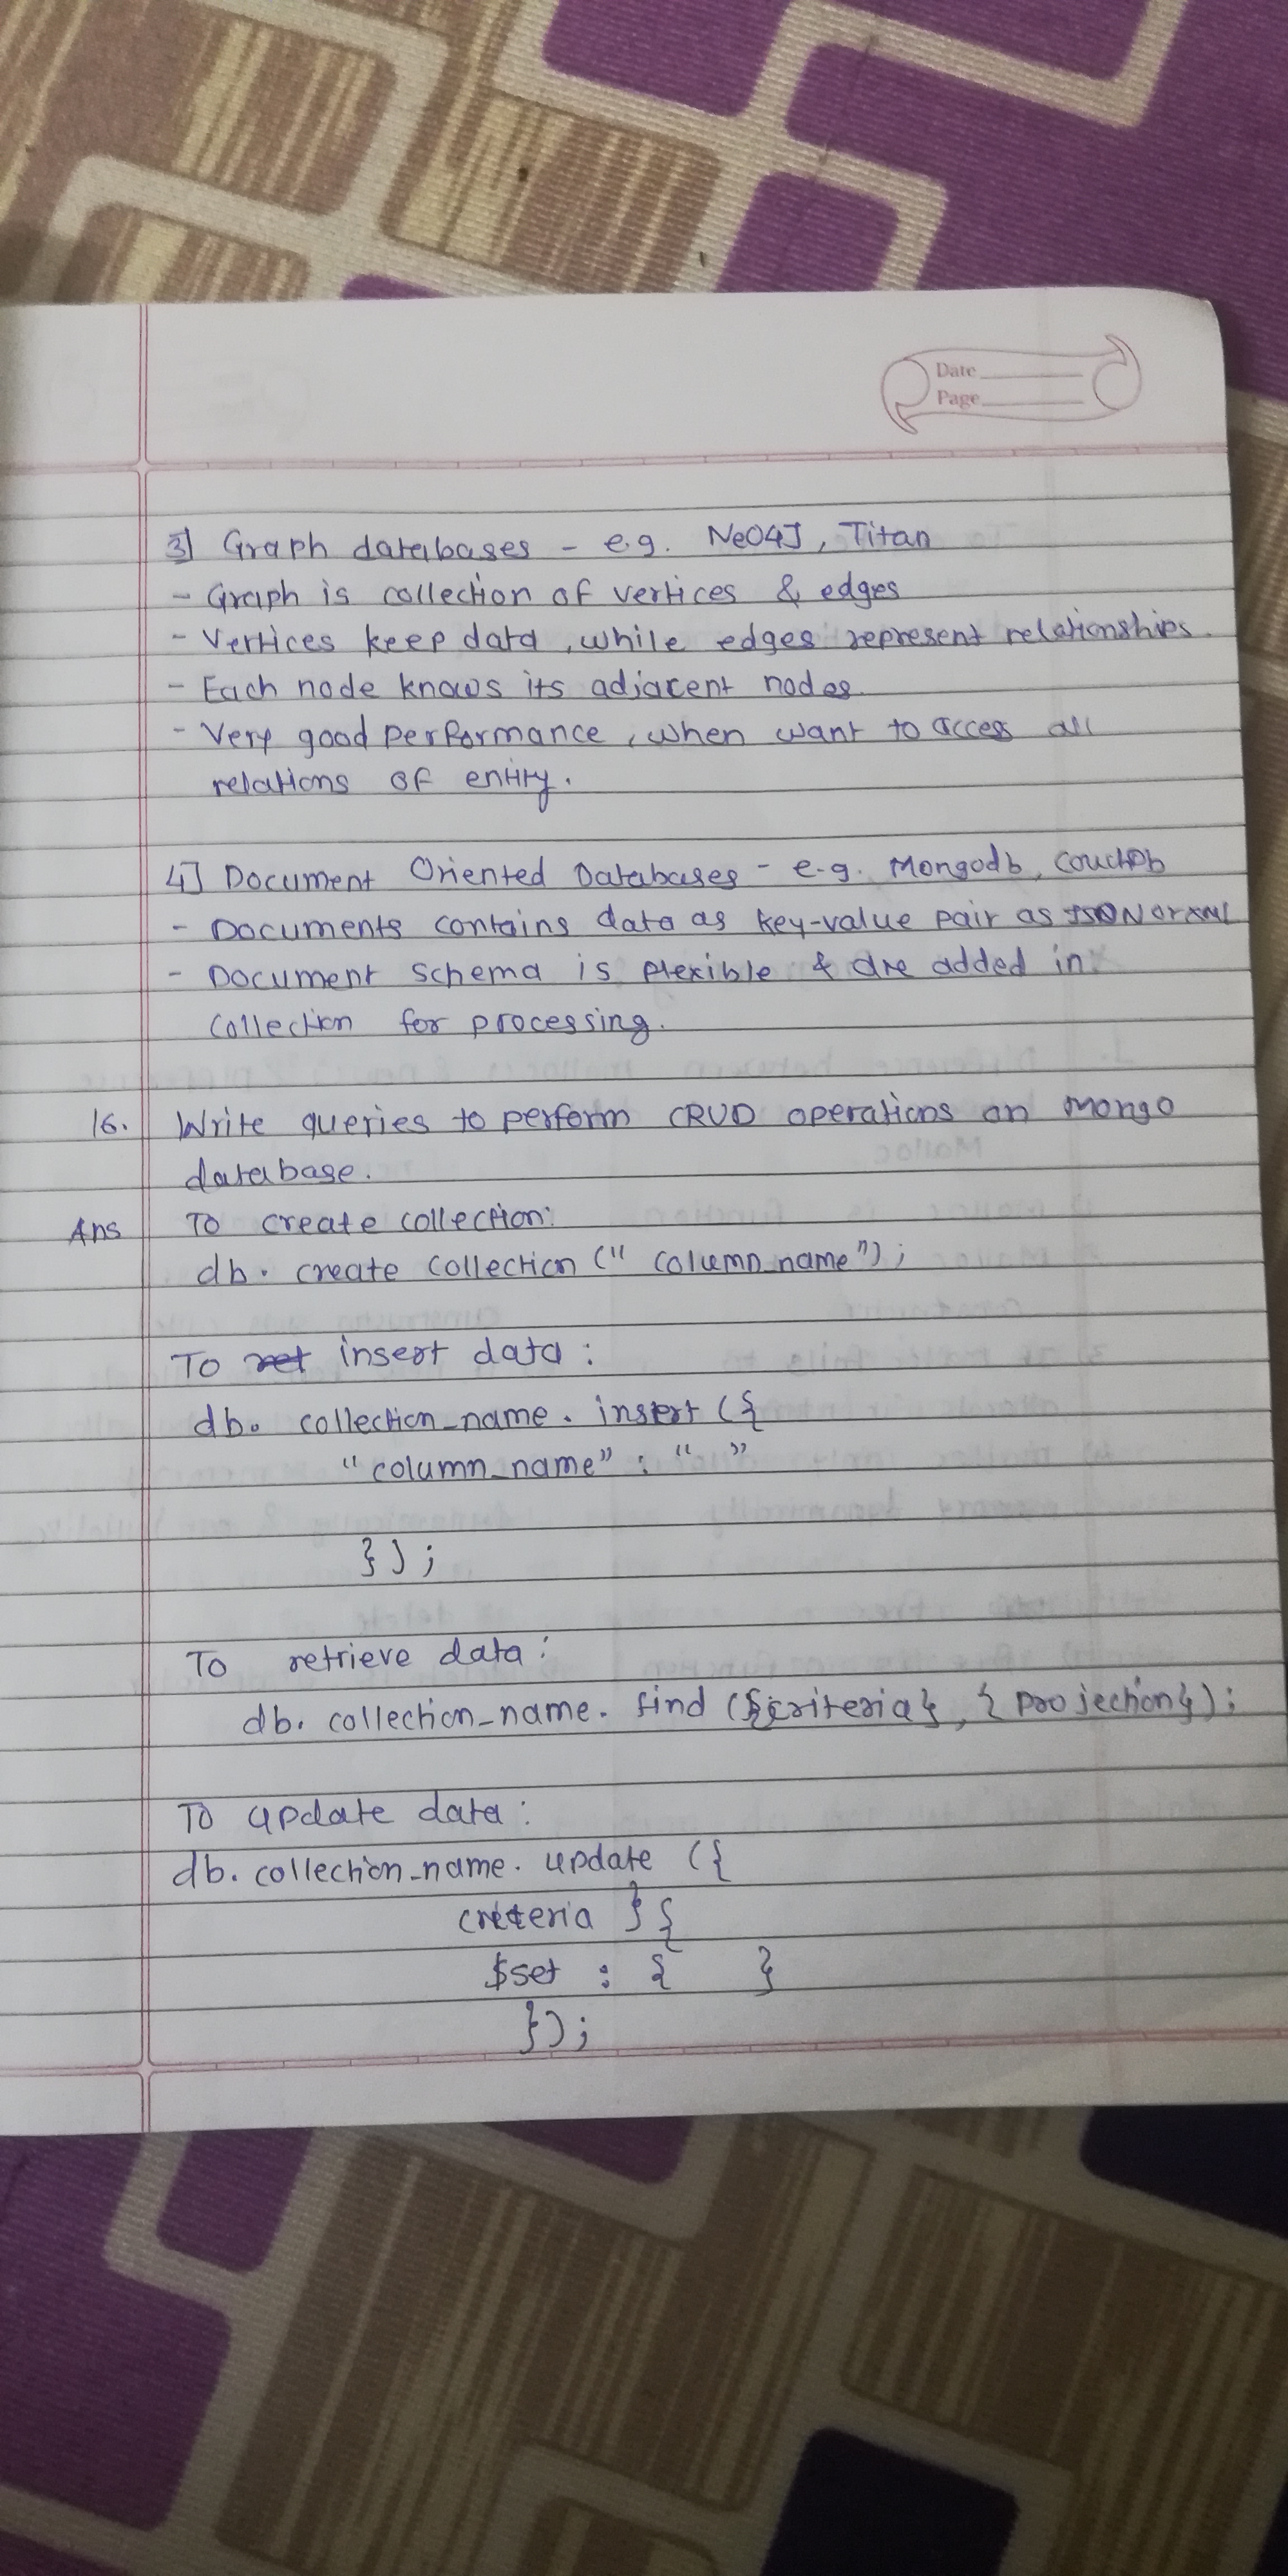 Date
Page
3] Graph databases - e.g. Neo4J, Titan
- Graph is collection of vertices & edges
- Vertices keep data, while edges represent relationships.
- Each node knows its adjacent nodes.
- Very good performance, when want to access all
relations of entity.
4] Document Oriented Databases - e.g. Mongodb, CouchDb
- Documents contains data as key-value pair as JSON or XML
- Document schema is flexible & are added in
collection for processing.
16. Write queries to perform CRUD operations on mongo
database.
Ans To create collection:
db. create collection (" column_name");
To insert data:
db. collection_name. insert ({
"column_name" : " "
});
To retrieve data:
db. collection_name. find ({criteria}, { projection});
To update data:
db. collection_name. update ({
criteria } {
$set : { }
});